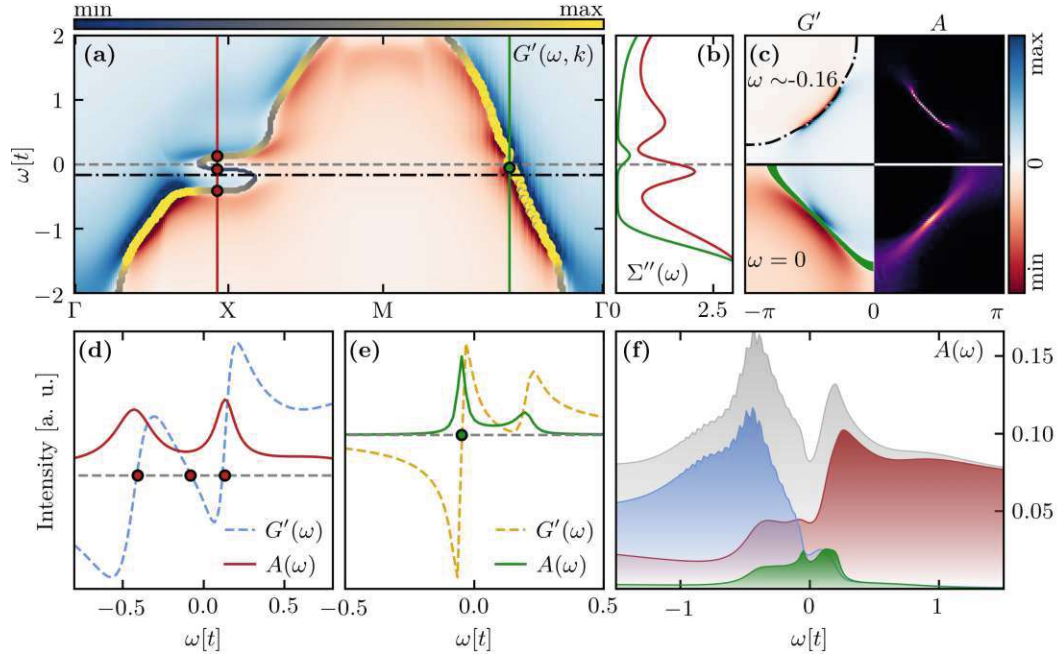 min max
(a) G′(ω, k)
ω[t]
2
1
0
−1
−2
Γ X M Γ
(b)
Σ′′(ω)
0 2.5
G′ A
(c)
ω ∼-0.16
ω = 0
−π 0 π
max
0
min
(d)
Intensity [a. u.]
G′(ω)
A(ω)
−0.5 0.0 0.5
ω[t]
(e)
G′(ω)
A(ω)
−0.5 0.0 0.5
ω[t]
(f) A(ω)
0.15
0.10
0.05
−1 0 1
ω[t]